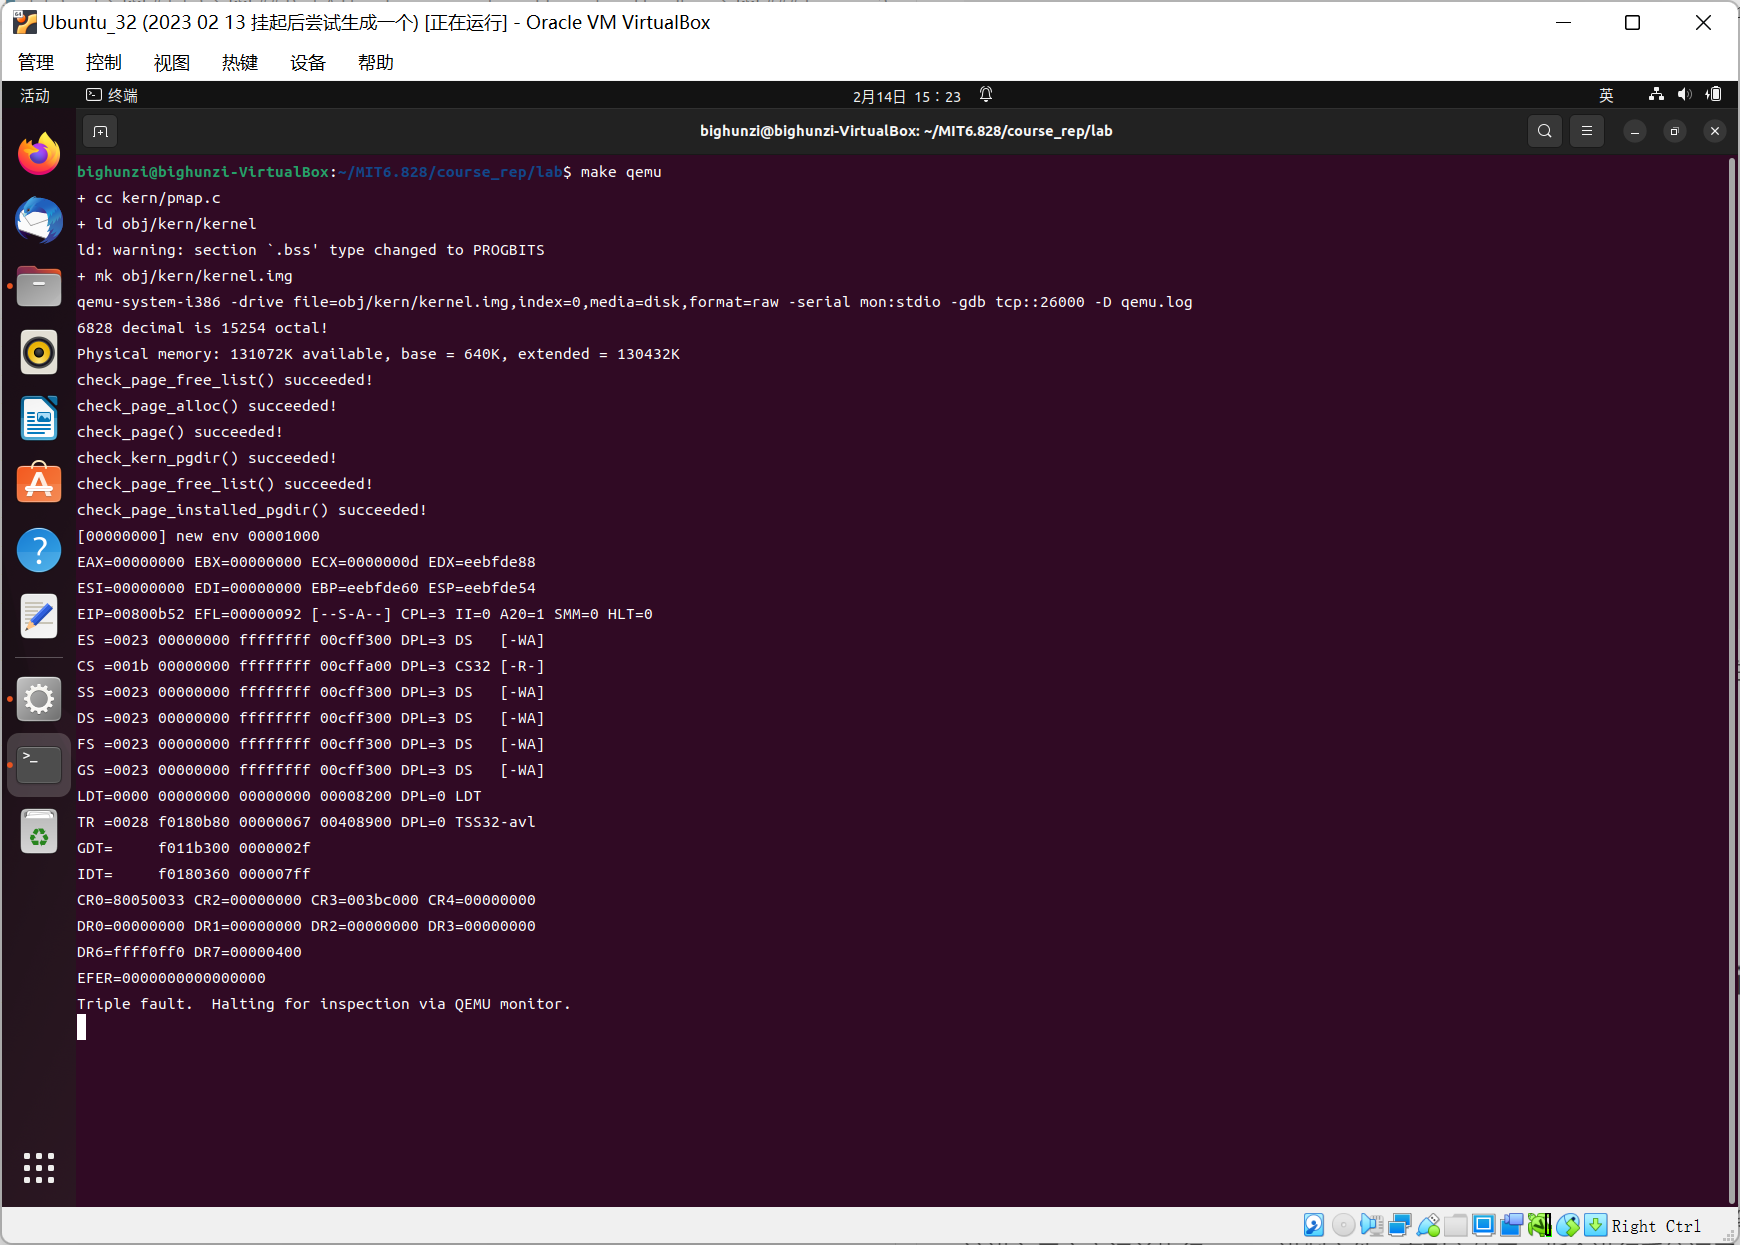 Ubuntu_32 (2023 02 13 挂起后尝试生成一个) [正在运行] - Oracle VM VirtualBox
管理 控制 视图 热键 设备 帮助
活动 终端 2月14日 15：23 英
bighunzi@bighunzi-VirtualBox: ~/MIT6.828/course_rep/lab
bighunzi@bighunzi-VirtualBox:~/MIT6.828/course_rep/lab$ make qemu
+ cc kern/pmap.c
+ ld obj/kern/kernel
ld: warning: section `.bss' type changed to PROGBITS
+ mk obj/kern/kernel.img
qemu-system-i386 -drive file=obj/kern/kernel.img,index=0,media=disk,format=raw -serial mon:stdio -gdb tcp::26000 -D qemu.log
6828 decimal is 15254 octal!
Physical memory: 131072K available, base = 640K, extended = 130432K
check_page_free_list() succeeded!
check_page_alloc() succeeded!
check_page() succeeded!
check_kern_pgdir() succeeded!
check_page_free_list() succeeded!
check_page_installed_pgdir() succeeded!
[00000000] new env 00001000
EAX=00000000 EBX=00000000 ECX=0000000d EDX=eebfde88
ESI=00000000 EDI=00000000 EBP=eebfde60 ESP=eebfde54
EIP=00800b52 EFL=00000092 [--S-A--] CPL=3 II=0 A20=1 SMM=0 HLT=0
ES =0023 00000000 ffffffff 00cff300 DPL=3 DS   [-WA]
CS =001b 00000000 ffffffff 00cffa00 DPL=3 CS32 [-R-]
SS =0023 00000000 ffffffff 00cff300 DPL=3 DS   [-WA]
DS =0023 00000000 ffffffff 00cff300 DPL=3 DS   [-WA]
FS =0023 00000000 ffffffff 00cff300 DPL=3 DS   [-WA]
GS =0023 00000000 ffffffff 00cff300 DPL=3 DS   [-WA]
LDT=0000 00000000 00000000 00008200 DPL=0 LDT
TR =0028 f0180b80 00000067 00408900 DPL=0 TSS32-avl
GDT=     f011b300 0000002f
IDT=     f0180360 000007ff
CR0=80050033 CR2=00000000 CR3=003bc000 CR4=00000000
DR0=00000000 DR1=00000000 DR2=00000000 DR3=00000000
DR6=ffff0ff0 DR7=00000400
EFER=0000000000000000
Triple fault.  Halting for inspection via QEMU monitor.
Right Ctrl